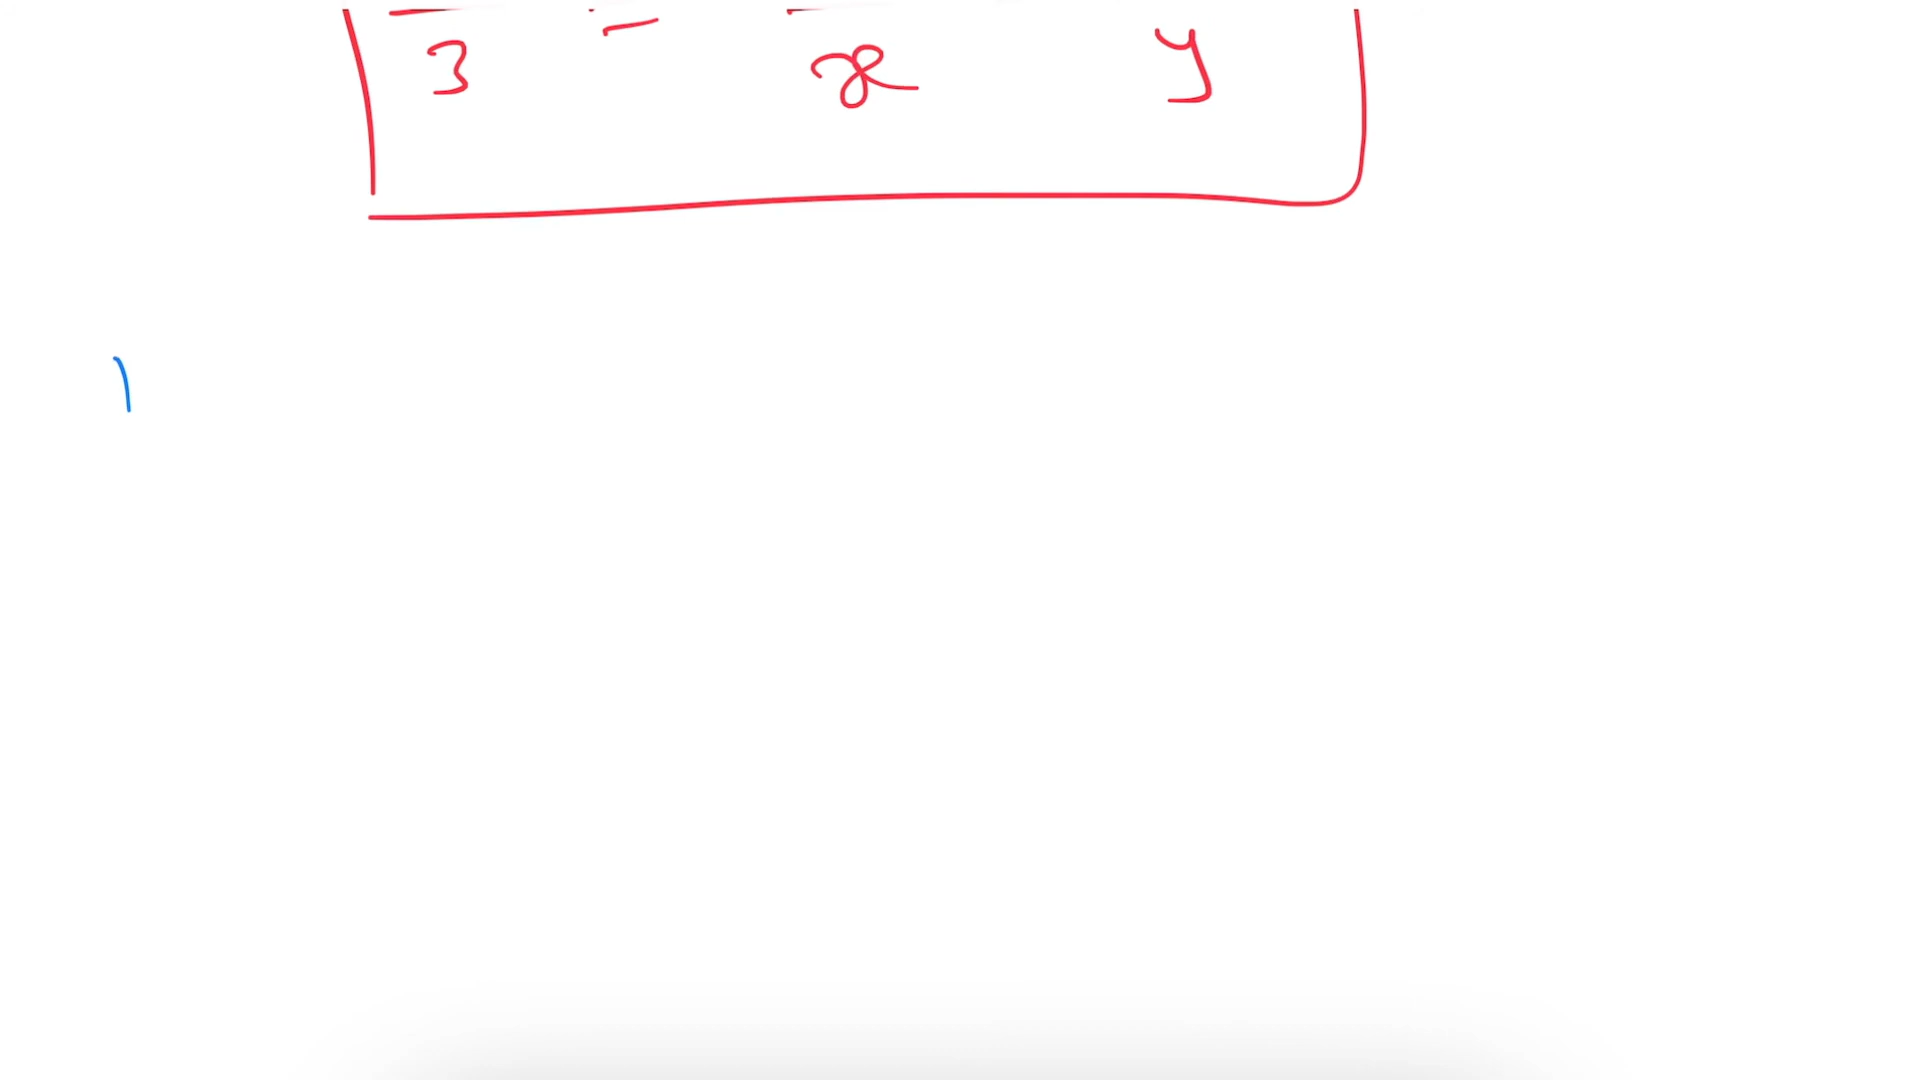 3 = x y